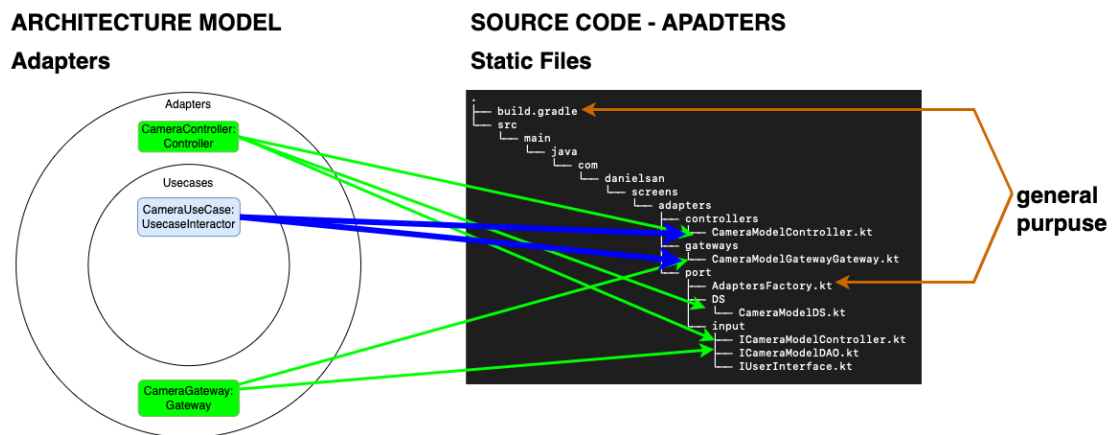 ARCHITECTURE MODEL
Adapters
Adapters
CameraController:
Controller
Usecases
CameraUseCase:
UsecaseInteractor
CameraGateway:
Gateway
SOURCE CODE - APADTERS
Static Files
.
├── build.gradle
└── src
└── main
└── java
└── com
└── danielsan
└── screens
└── adapters
├── controllers
│ └── CameraModelController.kt
├── gateways
│ └── CameraModelGatewayGateway.kt
└── port
├── AdaptersFactory.kt
├── DS
│ └── CameraModelDS.kt
└── input
├── ICameraModelController.kt
├── ICameraModelDAO.kt
└── IUserInterface.kt
general
purpuse